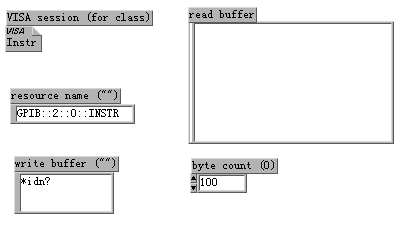 VISA session (for class)
VISA
Instr
read buffer
resource name ("")
GPIB::2::0::INSTR
write buffer ("")
*idn?
byte count (0)
100